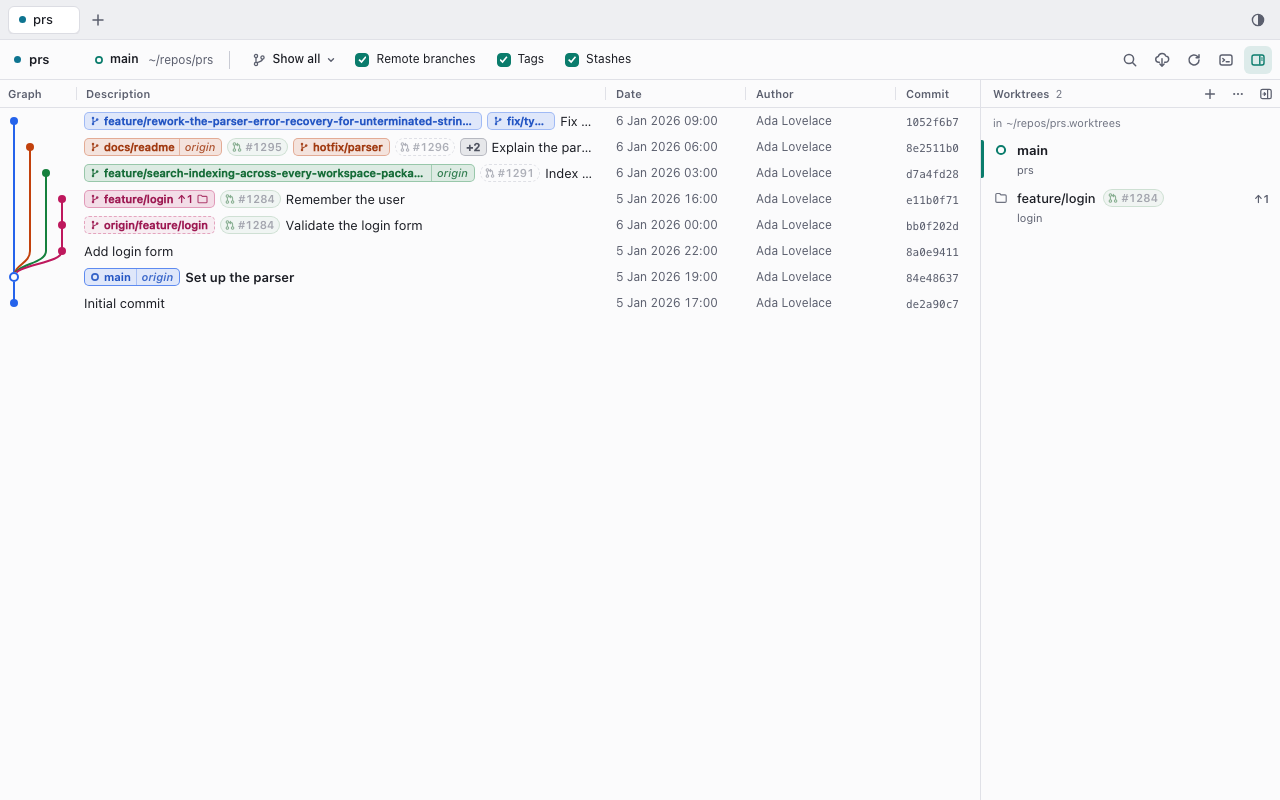 prs
prs main ~/repos/prs Show all Remote branches Tags Stashes
Graph Description Date Author Commit Worktrees 2
feature/rework-the-parser-error-recovery-for-unterminated-strin... fix/ty... Fix ... 6 Jan 2026 09:00 Ada Lovelace 1052f6b7
docs/readme origin #1295 hotfix/parser #1296 +2 Explain the par... 6 Jan 2026 06:00 Ada Lovelace 8e2511b0
feature/search-indexing-across-every-workspace-packa... origin #1291 Index ... 6 Jan 2026 03:00 Ada Lovelace d7a4fd28
feature/login ↑1 #1284 Remember the user 5 Jan 2026 16:00 Ada Lovelace e11b0f71
origin/feature/login #1284 Validate the login form 6 Jan 2026 00:00 Ada Lovelace bb0f202d
Add login form 5 Jan 2026 22:00 Ada Lovelace 8a0e9411
main origin Set up the parser 5 Jan 2026 19:00 Ada Lovelace 84e48637
Initial commit 5 Jan 2026 17:00 Ada Lovelace de2a90c7
in ~/repos/prs.worktrees
main
prs
feature/login #1284 ↑1
login